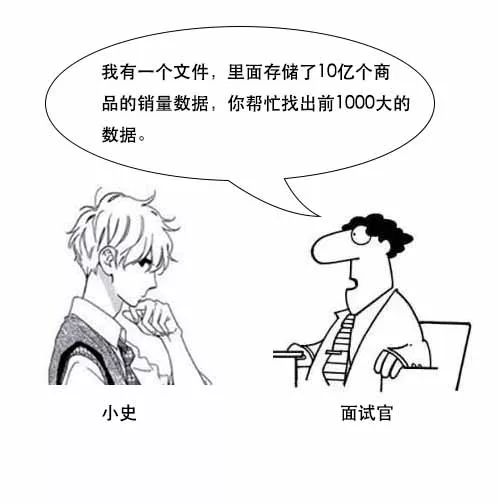 我有一个文件，里面存储了10亿个商
品的销量数据，你帮忙找出前1000大的
数据。
小史
面试官